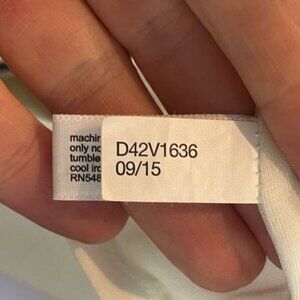 machin
only no
tumble
cool iro
RN548
D42V1636
09/15